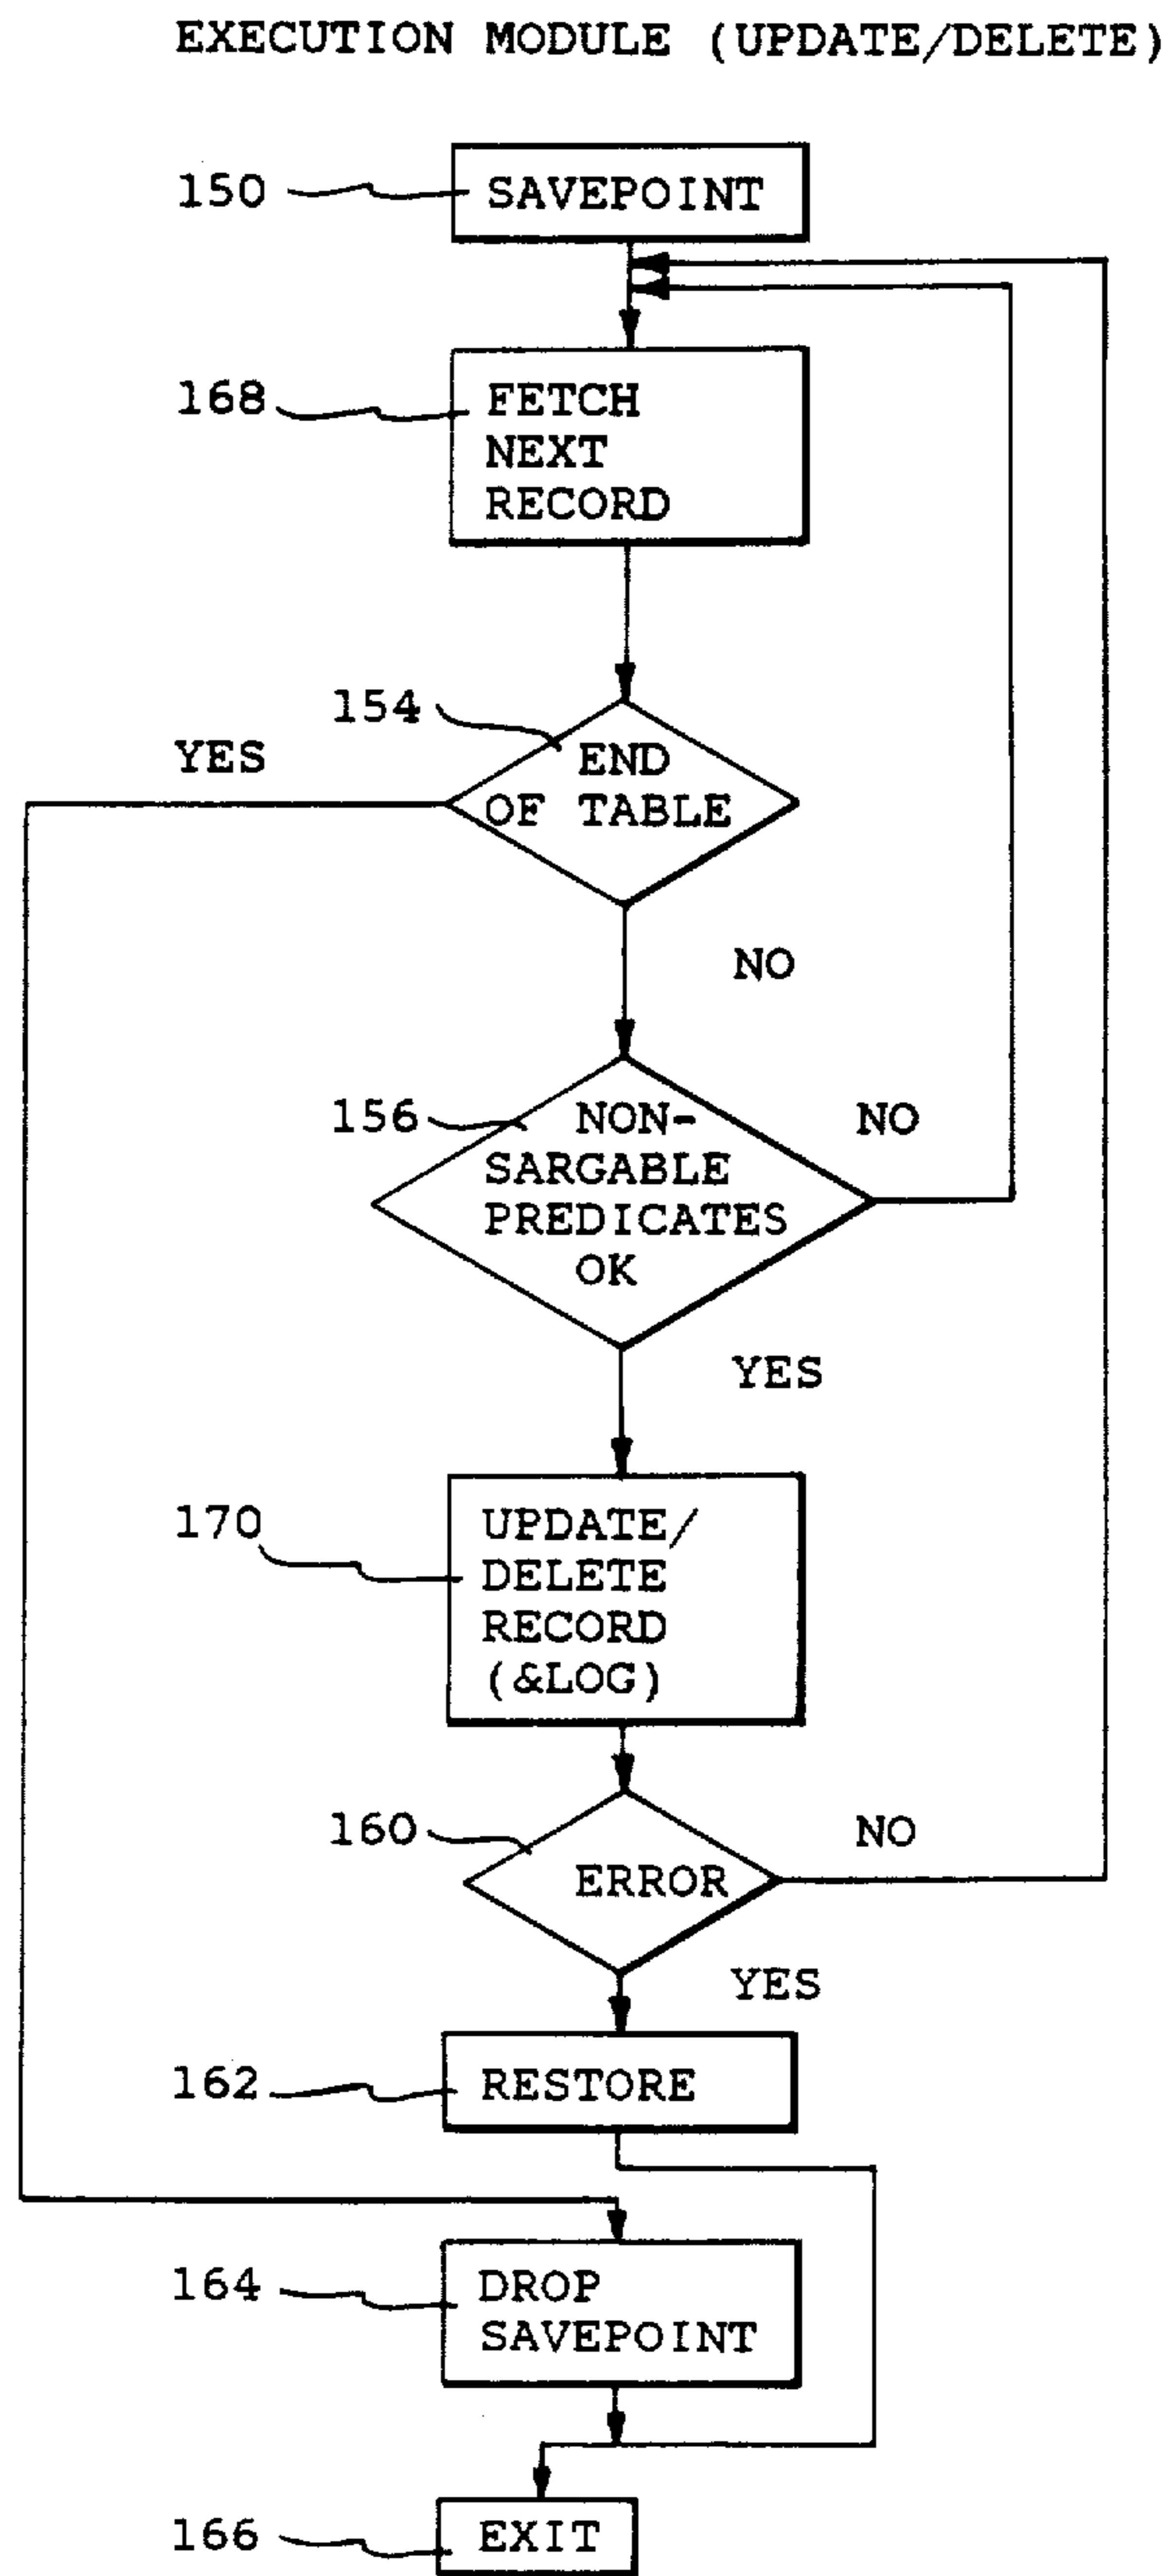 EXECUTION MODULE (UPDATE/DELETE)
150
SAVEPOINT
168
FETCH
NEXT
RECORD
154
YES
END
OF TABLE
NO
156
NON-
SARGABLE
PREDICATES
OK
NO
YES
170
UPDATE/
DELETE
RECORD
(&LOG)
160
ERROR
NO
YES
162
RESTORE
164
DROP
SAVEPOINT
166
EXIT